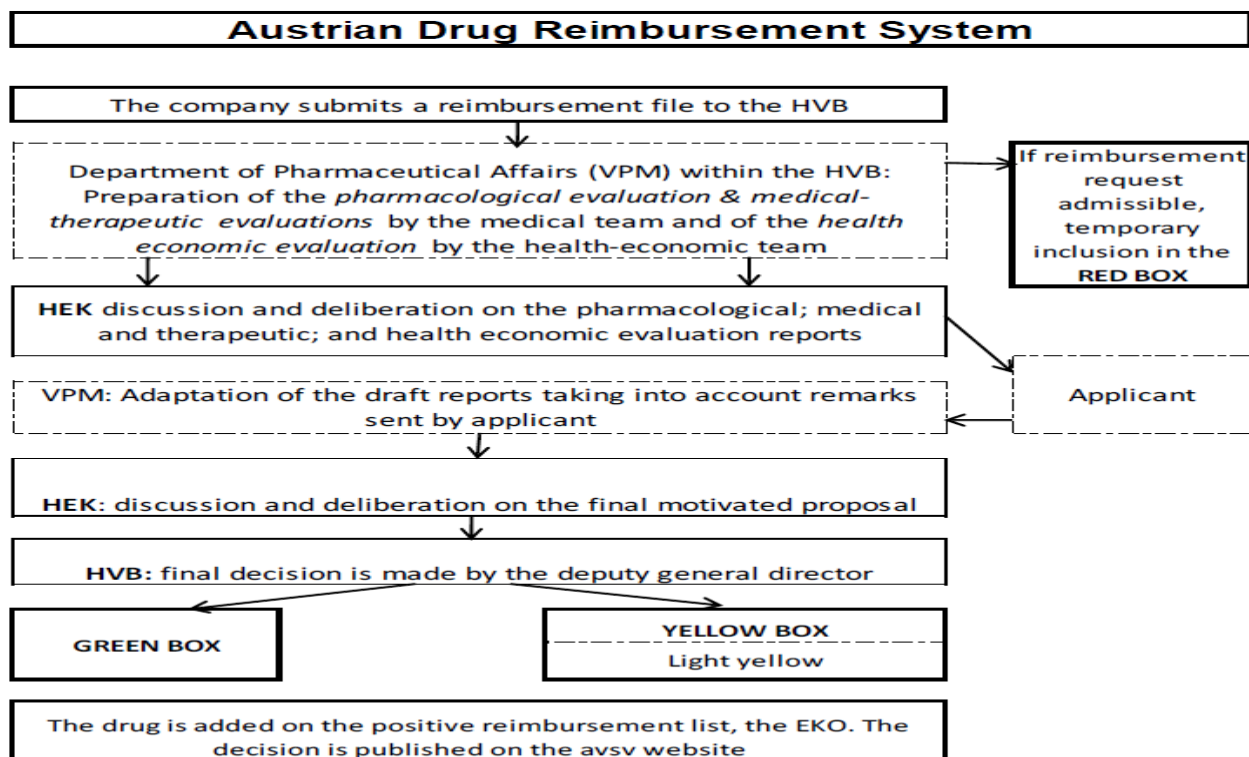 Austrian Drug Reimbursement System
The company submits a reimbursement file to the HVB
Department of Pharmaceutical Affairs (VPM) within the HVB:
Preparation of the pharmacological evaluation & medical-
therapeutic evaluations by the medical team and of the health
economic evaluation by the health-economic team
If reimbursement
request
admissible,
temporary
inclusion in the
RED BOX
HEK discussion and deliberation on the pharmacological; medical
and therapeutic; and health economic evaluation reports
Applicant
VPM: Adaptation of the draft reports taking into account remarks
sent by applicant
HEK: discussion and deliberation on the final motivated proposal
HVB: final decision is made by the deputy general director
GREEN BOX
YELLOW BOX
Light yellow
The drug is added on the positive reimbursement list, the EKO. The
decision is published on the avsv website